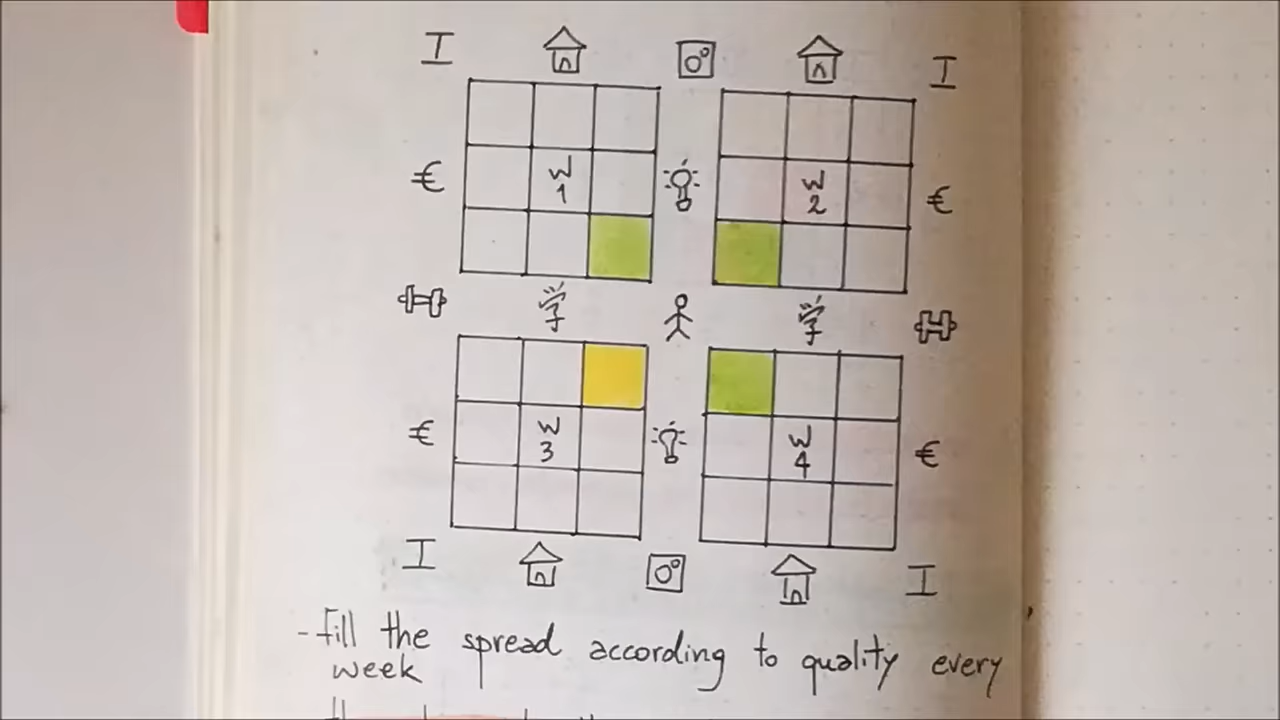 I I
W W
€ 1 2 €
学 学
W W
€ 3 4 €
I I
- Fill the spread according to quality every
week